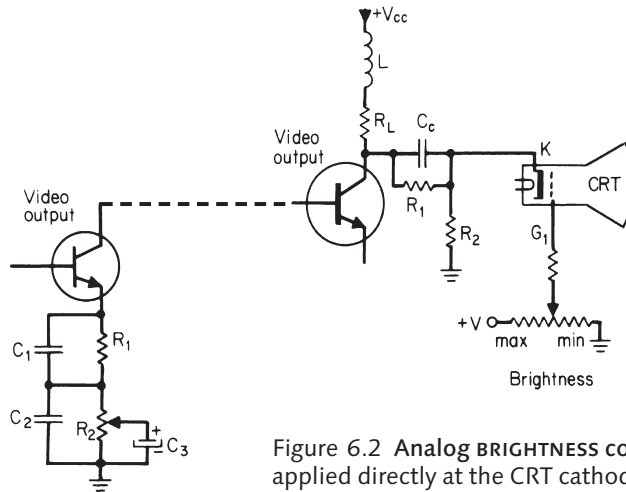 +Vcc
L
RL
Cc
Video
output
K
CRT
R1
R2
G1
Video
output
+V
max
min
Brightness
C1
R1
C2
R2
+
C3
Figure 6.2 Analog BRIGHTNESS CO
applied directly at the CRT cathod